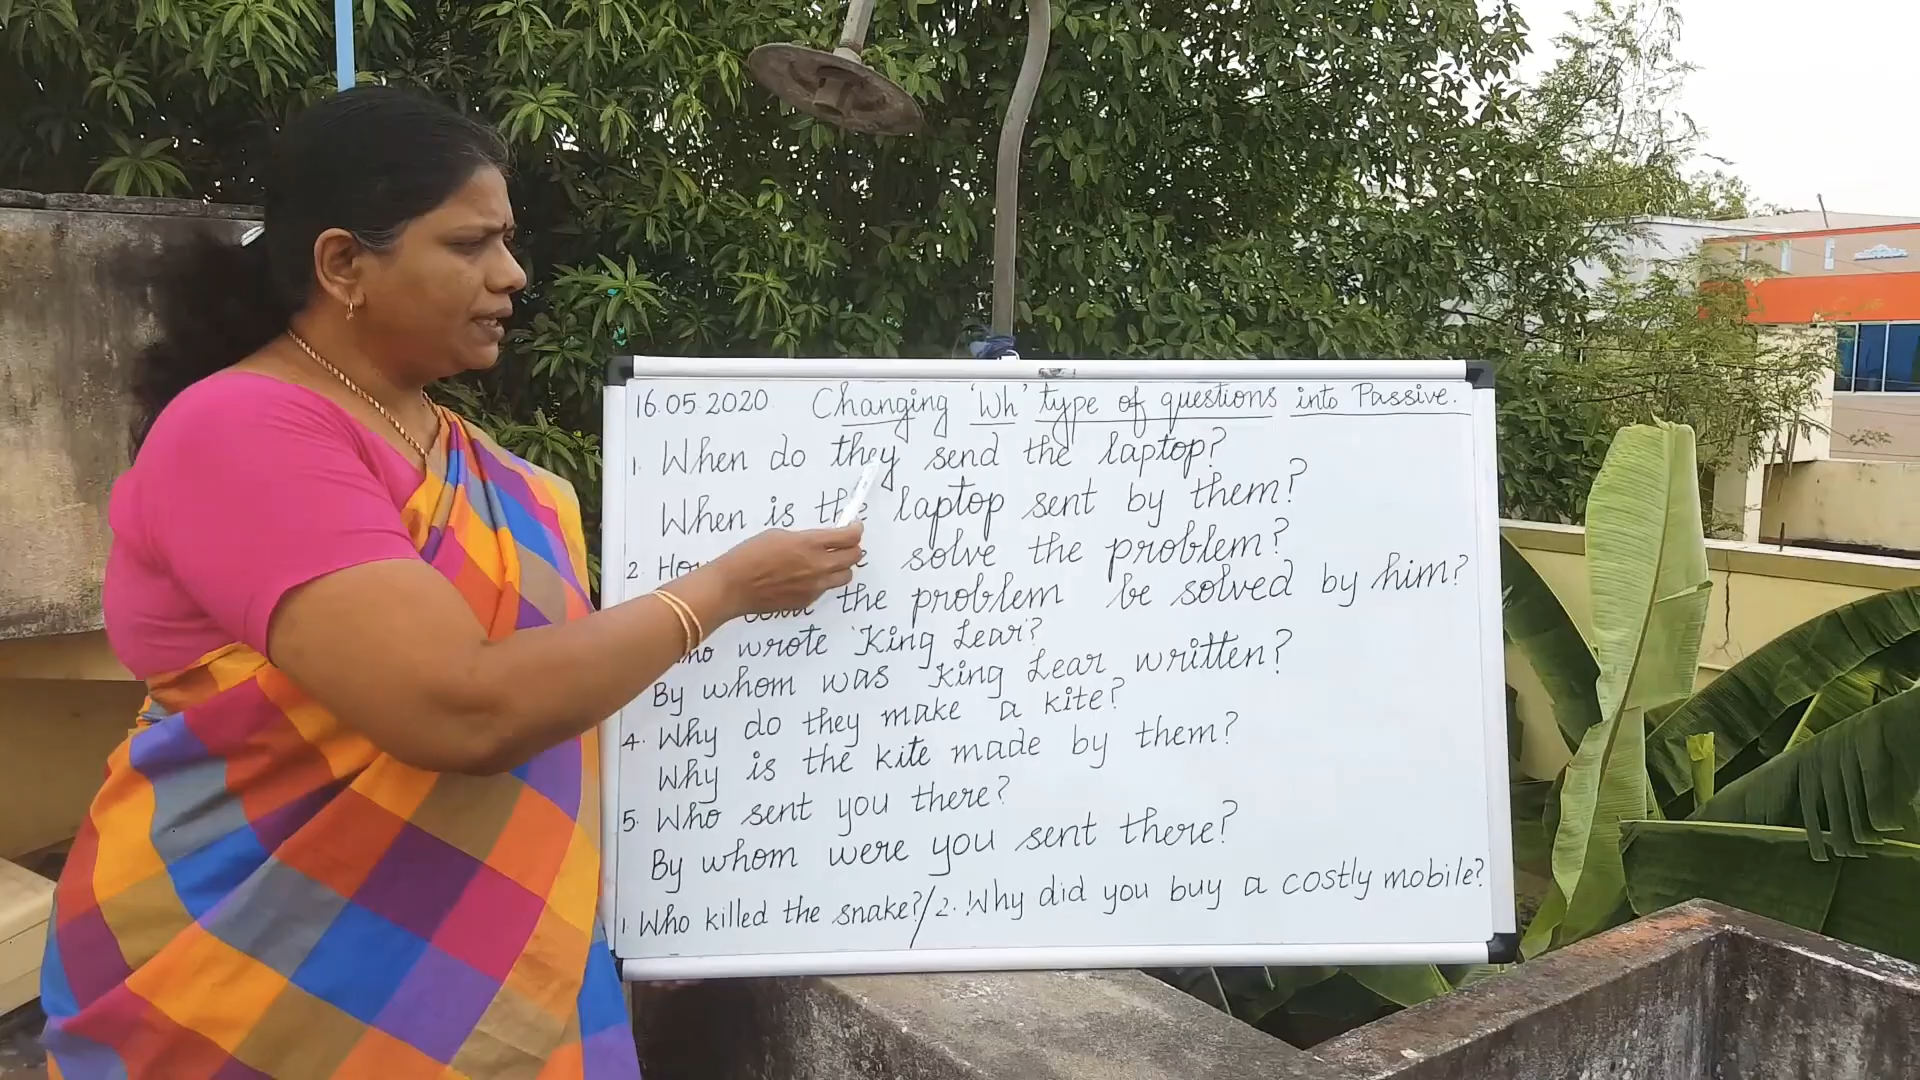 16.05.2020. Changing 'Wh' type of questions into Passive.
1. When do they send the laptop?
When is the laptop sent by them?
2. solve the problem?
the problem be solved by him?
wrote 'King Lear'?
By whom was King Lear written?
4. Why do they make a kite?
Why is the kite made by them?
5. Who sent you there?
By whom were you sent there?
1. Who killed the snake?/2. Why did you buy a costly mobile?